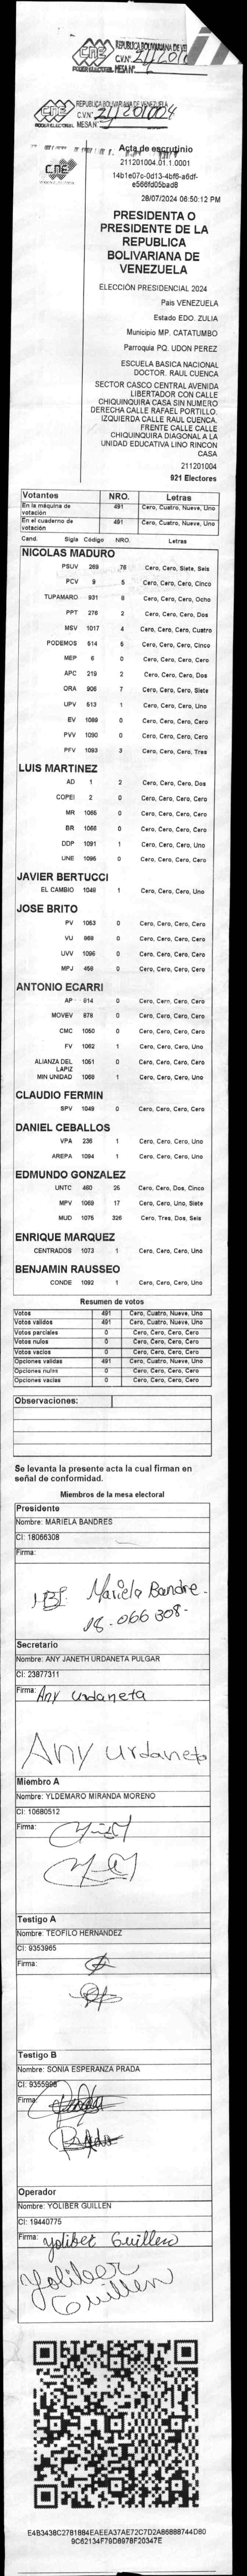 CNE
REPUBLICA BOLIVARIANA DE VE
PODER ELECTORAL MESA Nº
CNE
REPUBLICA BOLIVARIANA DE VENEZUELA
C.V.Nº
PODER ELECTORAL MESA Nº
CNE
Acta de escrutinio
211201004.01.1.0001
28/07/2024 06:50:12 PM
PRESIDENTA O
PRESIDENTE DE LA
REPUBLICA
BOLIVARIANA DE
VENEZUELA
ELECCIÓN PRESIDENCIAL 2024
Pais VENEZUELA
Estado EDO. ZULIA
Municipio MP. CATATUMBO
Parroquia PQ. UDON PEREZ
ESCUELA BASICA NACIONAL
DOCTOR. RAUL CUENCA
SECTOR CASCO CENTRAL AVENIDA
LIBERTADOR CON CALLE
CHIQUINQUIRA CASA SIN NUMERO
DERECHA CALLE RAFAEL PORTILLO.
IZQUIERDA CALLE RAUL CUENCA.
FRENTE CALLE CALLE
CHIQUINQUIRA DIAGONAL A LA
UNIDAD EDUCATIVA LINO RINCON
CASA
211201004
921 Electores
Votantes NRO. Letras
En la máquina de votación 491 Cero, Cuatro, Nueve, Uno
En el cuaderno de votación 491 Cero, Cuatro, Nueve, Uno
Cand. Sigla Código NRO. Letras
NICOLAS MADURO
PSUV 269 76 Cero, Cero, Siete, Seis
PCV 9 5 Cero, Cero, Cero, Cinco
TUPAMARO 931 8 Cero, Cero, Cero, Ocho
PPT 276 2 Cero, Cero, Cero, Dos
MSV 1017 4 Cero, Cero, Cero, Cuatro
PODEMOS 514 5 Cero, Cero, Cero, Cinco
MEP 6 0 Cero, Cero, Cero, Cero
APC 219 2 Cero, Cero, Cero, Dos
ORA 905 7 Cero, Cero, Cero, Siete
UPV 513 1 Cero, Cero, Cero, Uno
EV 1089 0 Cero, Cero, Cero, Cero
PVV 1090 0 Cero, Cero, Cero, Cero
PFV 1093 3 Cero, Cero, Cero, Tres
LUIS MARTINEZ
AD 1 2 Cero, Cero, Cero, Dos
COPEI 2 0 Cero, Cero, Cero, Cero
MR 1065 0 Cero, Cero, Cero, Cero
BR 1066 0 Cero, Cero, Cero, Cero
DDP 1091 1 Cero, Cero, Cero, Uno
UNE 1095 0 Cero, Cero, Cero, Cero
JAVIER BERTUCCI
EL CAMBIO 1048 1 Cero, Cero, Cero, Uno
JOSE BRITO
PV 1053 0 Cero, Cero, Cero, Cero
VU 869 0 Cero, Cero, Cero, Cero
UVV 1096 0 Cero, Cero, Cero, Cero
MPJ 458 0 Cero, Cero, Cero, Cero
ANTONIO ECARRI
AP 814 0 Cero, Cero, Cero, Cero
MOVEV 878 0 Cero, Cero, Cero, Cero
CMC 1050 0 Cero, Cero, Cero, Cero
FV 1062 1 Cero, Cero, Cero, Uno
ALIANZA DEL LAPIZ 1051 0 Cero, Cero, Cero, Cero
MIN UNIDAD 1068 1 Cero, Cero, Cero, Uno
CLAUDIO FERMIN
SPV 1049 0 Cero, Cero, Cero, Cero
DANIEL CEBALLOS
VPA 236 1 Cero, Cero, Cero, Uno
AREPA 1094 1 Cero, Cero, Cero, Uno
EDMUNDO GONZALEZ
UNTC 460 25 Cero, Cero, Dos, Cinco
MPV 1069 17 Cero, Cero, Uno, Siete
MUD 1075 326 Cero, Tres, Dos, Seis
ENRIQUE MARQUEZ
CENTRADOS 1073 1 Cero, Cero, Cero, Uno
BENJAMIN RAUSSEO
CONDE 1092 1 Cero, Cero, Cero, Uno
Resumen de votos
Votos 491 Cero, Cuatro, Nueve, Uno
Votos validos 491 Cero, Cuatro, Nueve, Uno
Votos parciales 0 Cero, Cero, Cero, Cero
Votos nulos 0 Cero, Cero, Cero, Cero
Votos vacios 0 Cero, Cero, Cero, Cero
Opciones validas 491 Cero, Cuatro, Nueve, Uno
Opciones nulas 0 Cero, Cero, Cero, Cero
Opciones vacias 0 Cero, Cero, Cero, Cero
Observaciones:
Se levanta la presente acta la cual firman en
señal de conformidad.
Miembros de la mesa electoral
Presidente
Nombre: MARIELA BANDRES
CI: 18066308
Firma:
Mariela Bandre.
18.066 308-
Secretario
Nombre: ANY JANETH URDANETA PULGAR
CI: 23877311
Firma: Any urdaneta
Any urdaneta
Miembro A
Nombre: YLDEMARO MIRANDA MORENO
CI: 10680512
Firma:
Testigo A
Nombre: TEOFILO HERNANDEZ
CI: 9353965
Firma:
Testigo B
Nombre: SONIA ESPERANZA PRADA
CI: 9355998
Firma:
Operador
Nombre: YOLIBER GUILLEN
CI: 19440775
Firma: Yoliber Guillen
Yoliber
Guillen